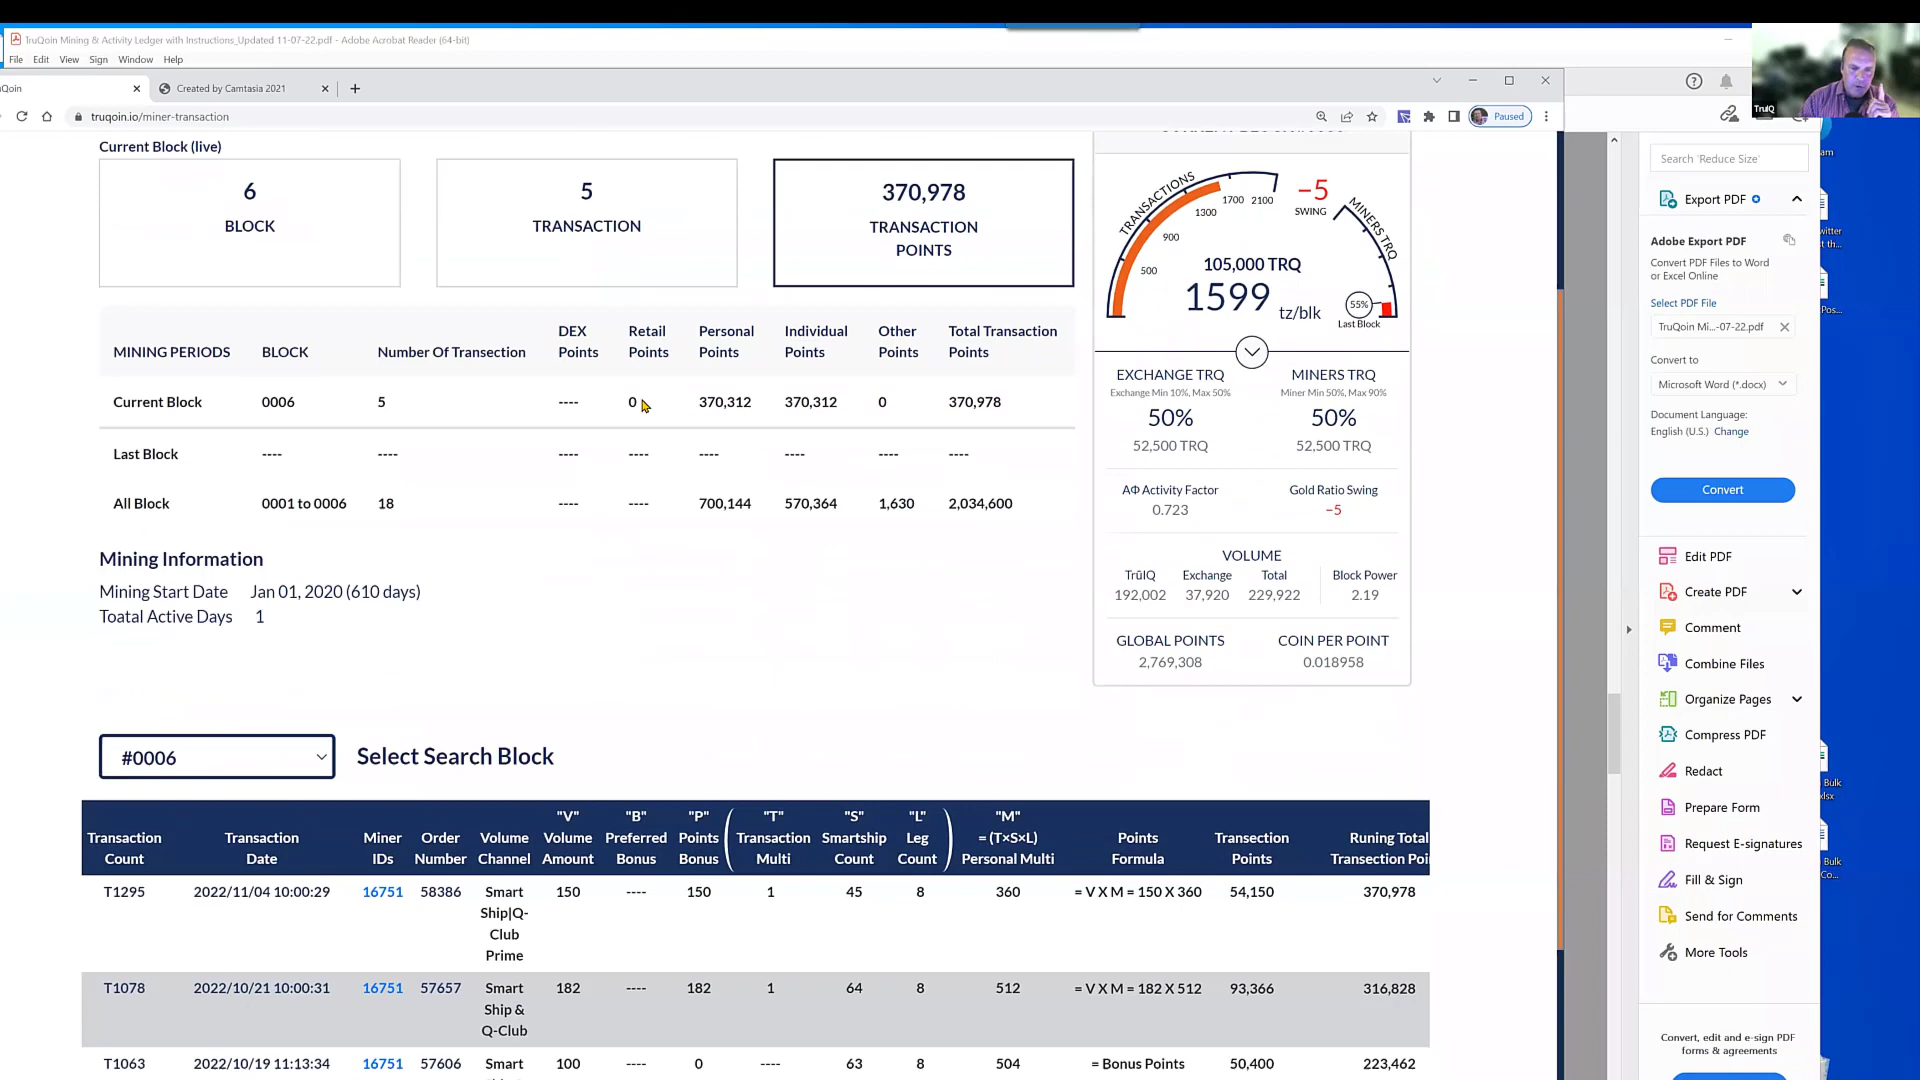 TruQoin Mining & Activity Ledger with Instructions_Updated 11-07-22.pdf - Adobe Acrobat Reader (64-bit)
File Edit View Sign Window Help
Qoin
Created by Camtasia 2021
truqoin.io/miner-transaction
Paused
TruIQ
Current Block (live)
6
BLOCK
5
TRANSACTION
370,978
TRANSACTION
POINTS
MINING PERIODS BLOCK Number Of Transection DEX Points Retail Points Personal Points Individual Points Other Points Total Transaction Points
Current Block 0006 5 ---- 0 370,312 370,312 0 370,978
Last Block ---- ---- ---- ---- ---- ---- ---- ----
All Block 0001 to 0006 18 ---- ---- 700,144 570,364 1,630 2,034,600
Mining Information
Mining Start Date Jan 01, 2020 (610 days)
Toatal Active Days 1
TRANSACTIONS
500
900
1300
1700
2100
−5
SWING
MINERS TRQ
105,000 TRQ
1599 tz/blk
55%
Last Block
EXCHANGE TRQ MINERS TRQ
Exchange Min 10%, Max 50% Miner Min 50%, Max 90%
50% 50%
52,500 TRQ 52,500 TRQ
AΦ Activity Factor Gold Ratio Swing
0.723 −5
VOLUME
TrūIQ Exchange Total Block Power
192,002 37,920 229,922 2.19
GLOBAL POINTS COIN PER POINT
2,769,308 0.018958
#0006
Select Search Block
Transaction Count Transaction Date Miner IDs Order Number Volume Channel "V" Volume Amount "B" Preferred Bonus "P" Points Bonus "T" Transaction Multi "S" Smartship Count "L" Leg Count "M" = (T×S×L) Personal Multi Points Formula Transection Points Runing Total Transection
T1295 2022/11/04 10:00:29 16751 58386 Smart Ship|Q-Club Prime 150 ---- 150 1 45 8 360 = V X M = 150 X 360 54,150 370,978
T1078 2022/10/21 10:00:31 16751 57657 Smart Ship & Q-Club 182 ---- 182 1 64 8 512 = V X M = 182 X 512 93,366 316,828
T1063 2022/10/19 11:13:34 16751 57606 Smart 100 ---- 0 ---- 63 8 504 = Bonus Points 50,400 223,462
Search 'Reduce Size'
Export PDF
Adobe Export PDF
Convert PDF Files to Word
or Excel Online
Select PDF File
TruQoin Mi...-07-22.pdf
Convert to
Microsoft Word (*.docx)
Document Language:
English (U.S.) Change
Convert
Edit PDF
Create PDF
Comment
Combine Files
Organize Pages
Compress PDF
Redact
Prepare Form
Request E-signatures
Fill & Sign
Send for Comments
More Tools
Convert, edit and e-sign PDF
forms & agreements